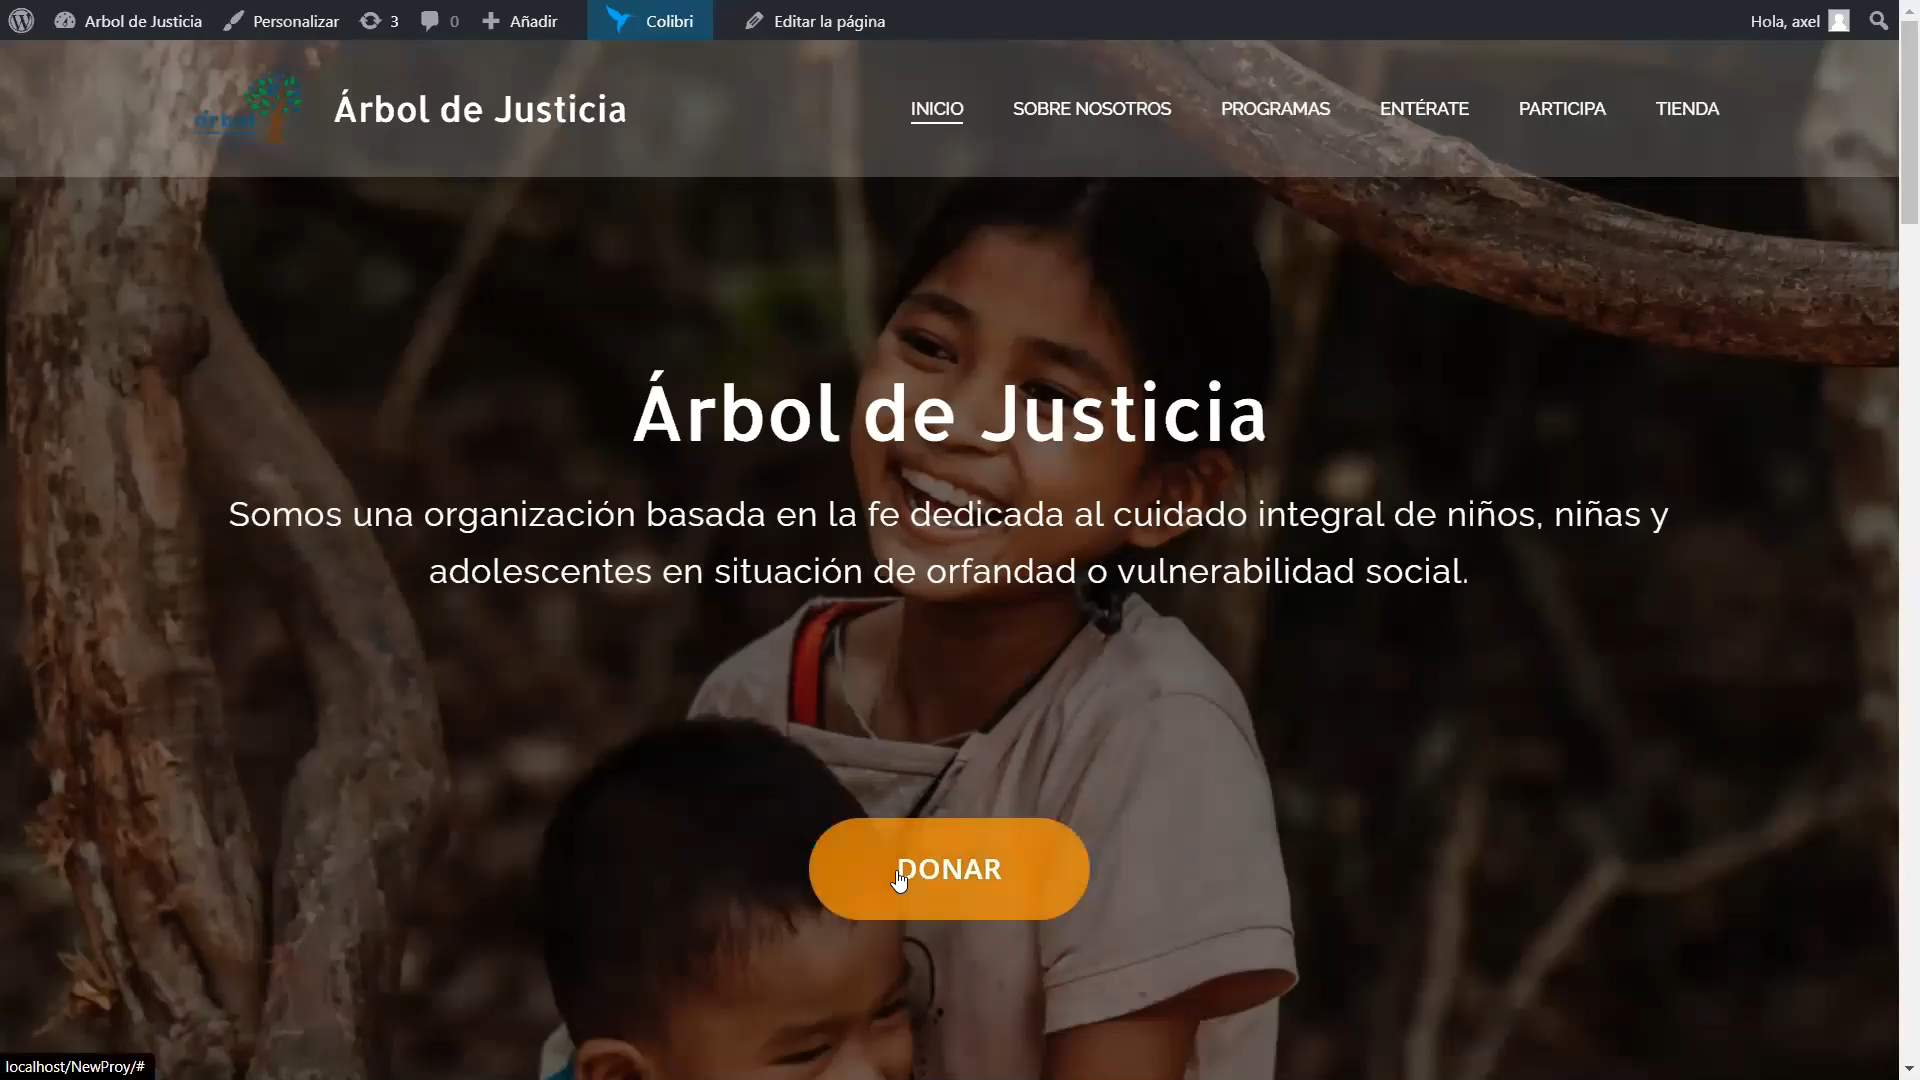 Arbol de Justicia Personalizar 3 0 Añadir Colibri Editar la página Hola, axel
árbol
Árbol de Justicia
INICIO SOBRE NOSOTROS PROGRAMAS ENTÉRATE PARTICIPA TIENDA
Árbol de Justicia
Somos una organización basada en la fe dedicada al cuidado integral de niños, niñas y
adolescentes en situación de orfandad o vulnerabilidad social.
DONAR
localhost/NewProy/#